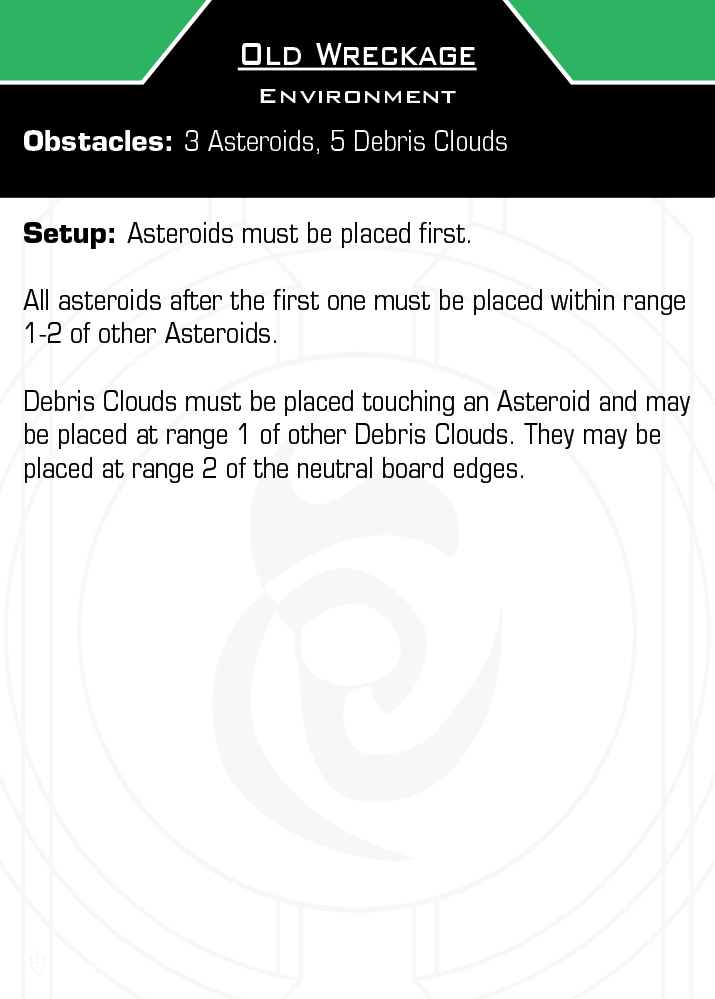 Old Wreckage
Environment
Obstacles: 3 Asteroids, 5 Debris Clouds
Setup: Asteroids must be placed first.
All asteroids after the first one must be placed within range
1-2 of other Asteroids.
Debris Clouds must be placed touching an Asteroid and may
be placed at range 1 of other Debris Clouds. They may be
placed at range 2 of the neutral board edges.